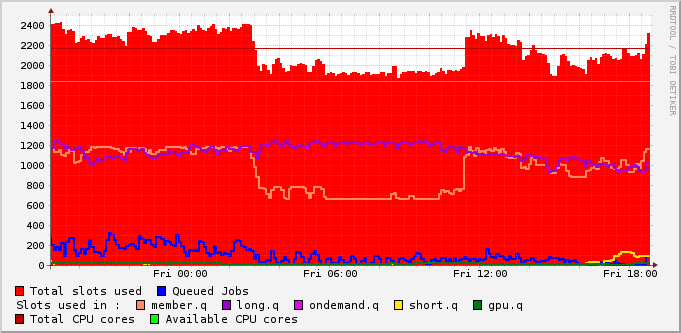 2400
2200
2000
1800
1600
1400
1200
1000
800
600
400
200
0
Fri 00:00 Fri 06:00 Fri 12:00 Fri 18:00
RRDTOOL / TOBI OETIKER
Total slots used Queued Jobs
Slots used in : member.q long.q ondemand.q short.q gpu.q
Total CPU cores Available CPU cores